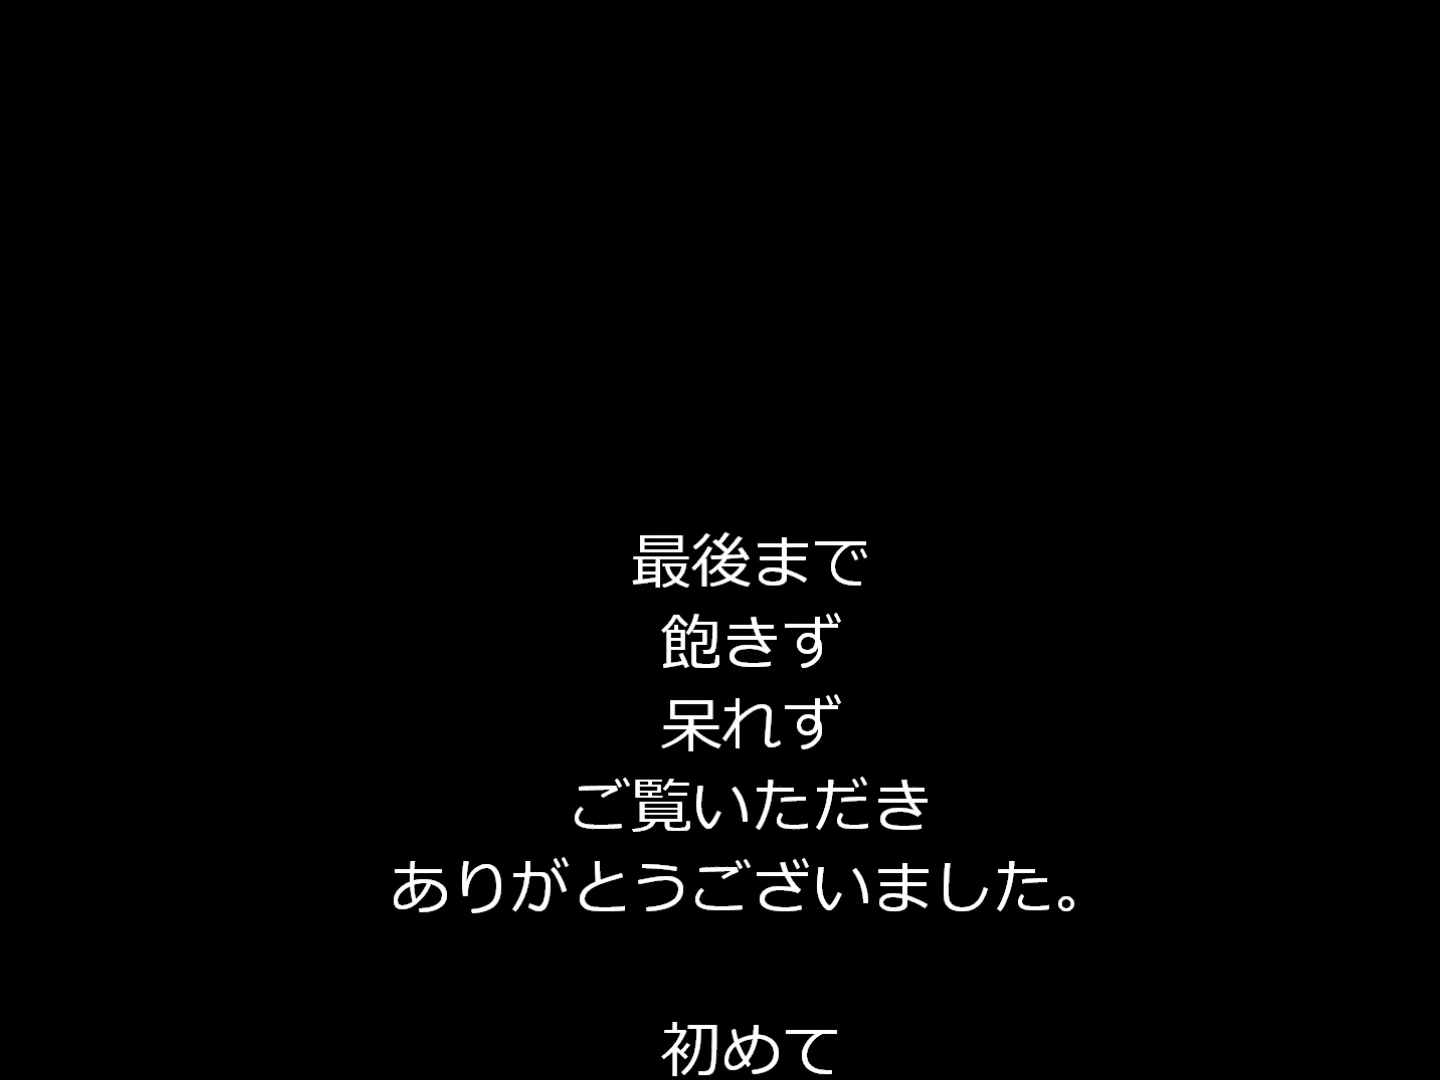 最後まで
飽きず
呆れず
ご覧いただき
ありがとうございました。
初めて